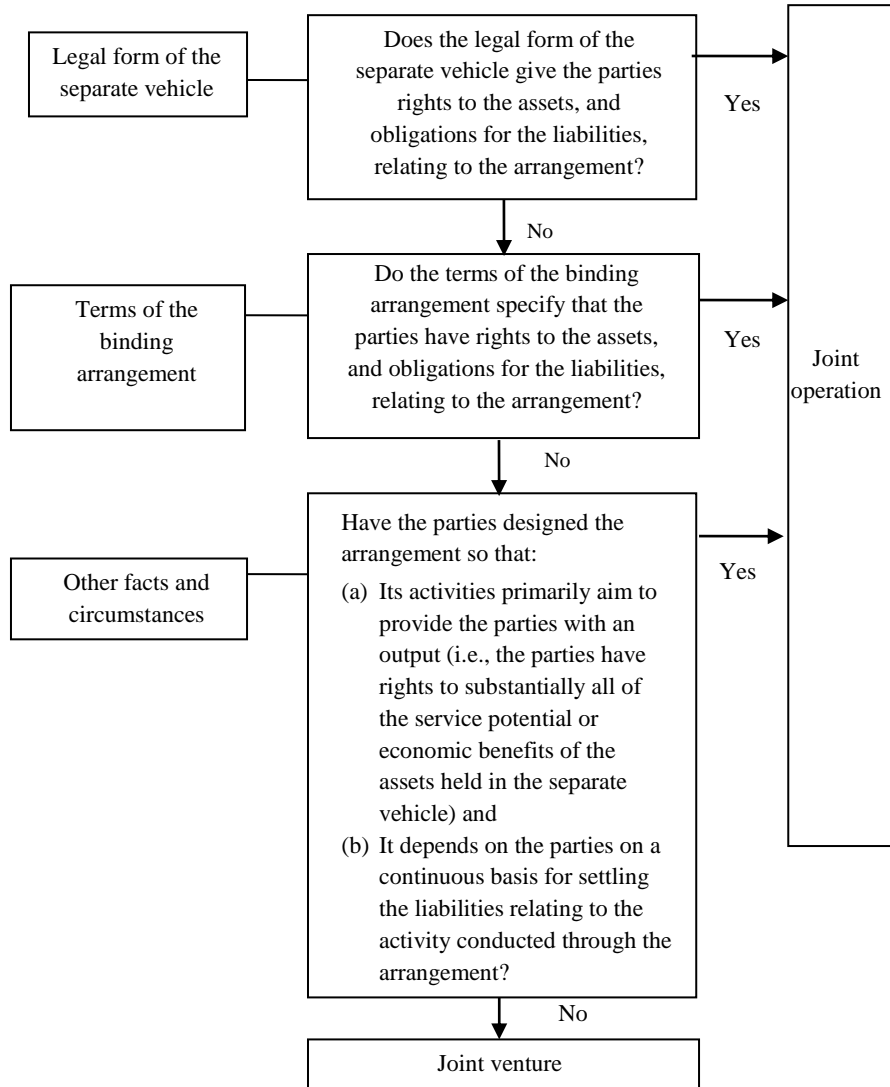 Legal form of the
separate vehicle
Does the legal form of the
separate vehicle give the parties
rights to the assets, and
obligations for the liabilities,
relating to the arrangement?
Yes
No
Terms of the
binding
arrangement
Do the terms of the binding
arrangement specify that the
parties have rights to the assets,
and obligations for the liabilities,
relating to the arrangement?
Yes
Joint
operation
No
Other facts and
circumstances
Have the parties designed the
arrangement so that:
(a) Its activities primarily aim to
provide the parties with an
output (i.e., the parties have
rights to substantially all of
the service potential or
economic benefits of the
assets held in the separate
vehicle) and
(b) It depends on the parties on a
continuous basis for settling
the liabilities relating to the
activity conducted through the
arrangement?
Yes
No
Joint venture